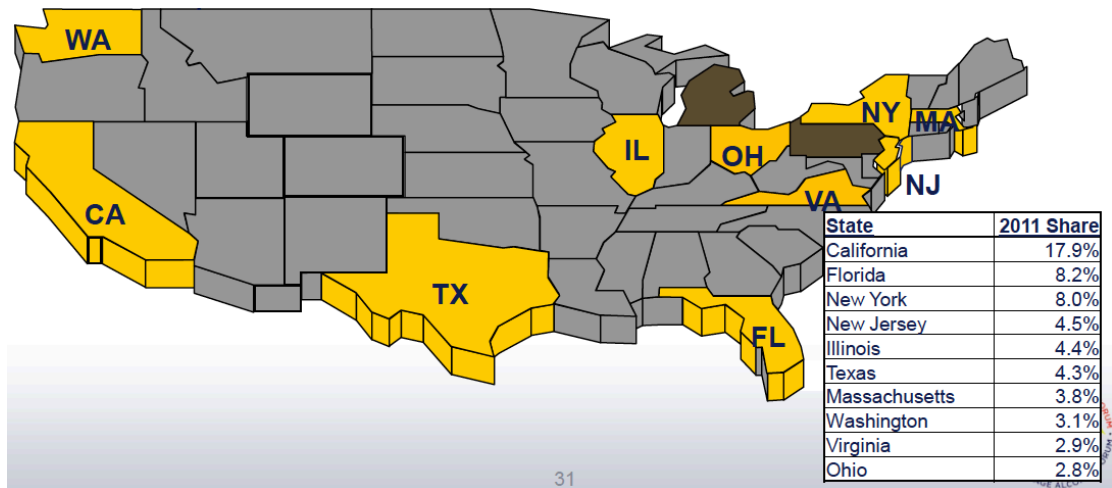 WA
NY
MA
IL
OH
CA
NJ
VA
TX
FL
State 2011 Share
California 17.9%
Florida 8.2%
New York 8.0%
New Jersey 4.5%
Illinois 4.4%
Texas 4.3%
Massachusetts 3.8%
Washington 3.1%
Virginia 2.9%
Ohio 2.8%
31